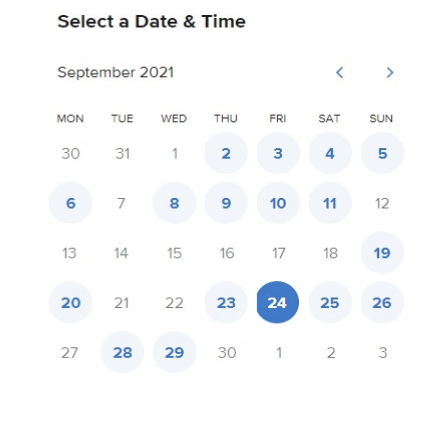 Select a Date & Time
September 2021
MON TUE WED THU FRI SAT SUN
30 31 1 2 3 4 5
6 7 8 9 10 11 12
13 14 15 16 17 18 19
20 21 22 23 24 25 26
27 28 29 30 1 2 3